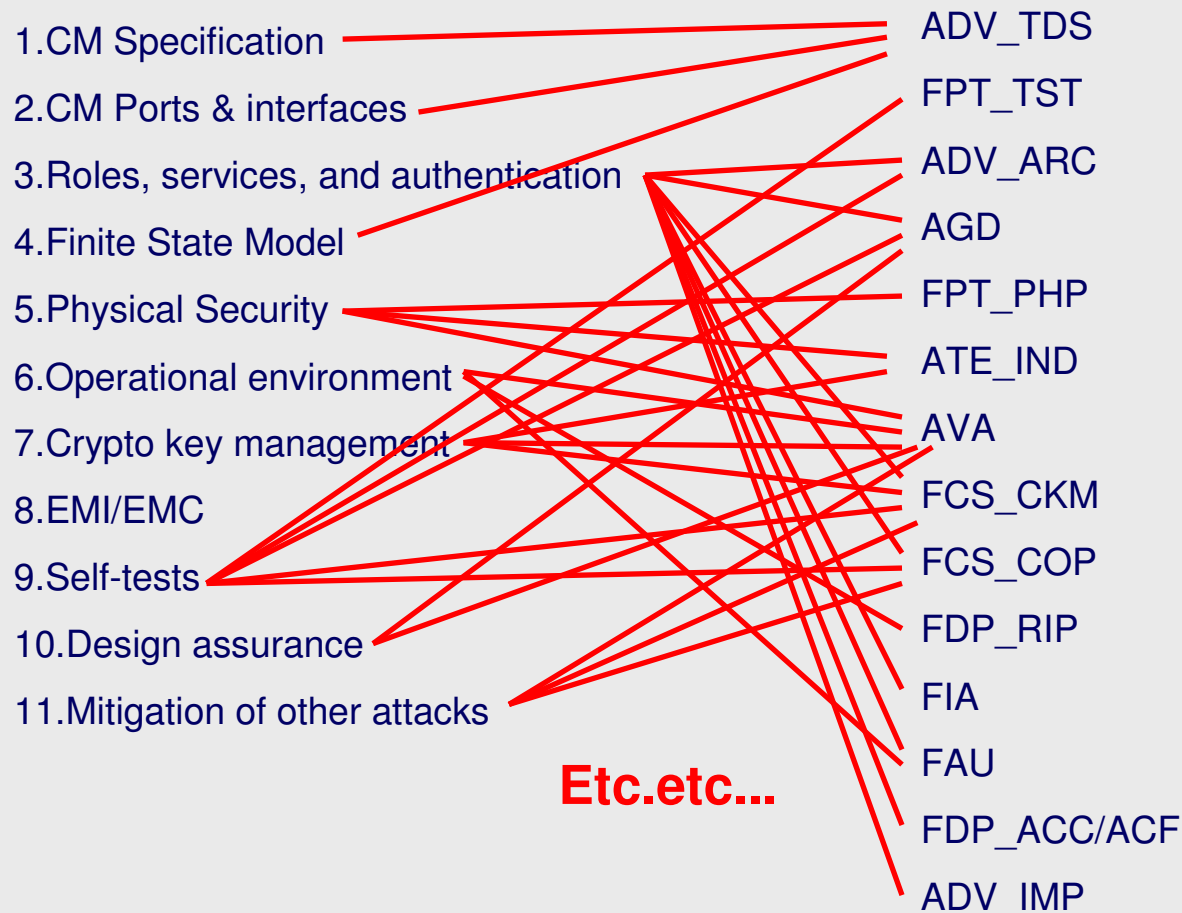 1.CM Specification
2.CM Ports & interfaces
3.Roles, services, and authentication
4.Finite State Model
5.Physical Security
6.Operational environment
7.Crypto key management
8.EMI/EMC
9.Self-tests
10.Design assurance
11.Mitigation of other attacks
Etc.etc...
ADV_TDS
FPT_TST
ADV_ARC
AGD
FPT_PHP
ATE_IND
AVA
FCS_CKM
FCS_COP
FDP_RIP
FIA
FAU
FDP_ACC/ACF
ADV_IMP